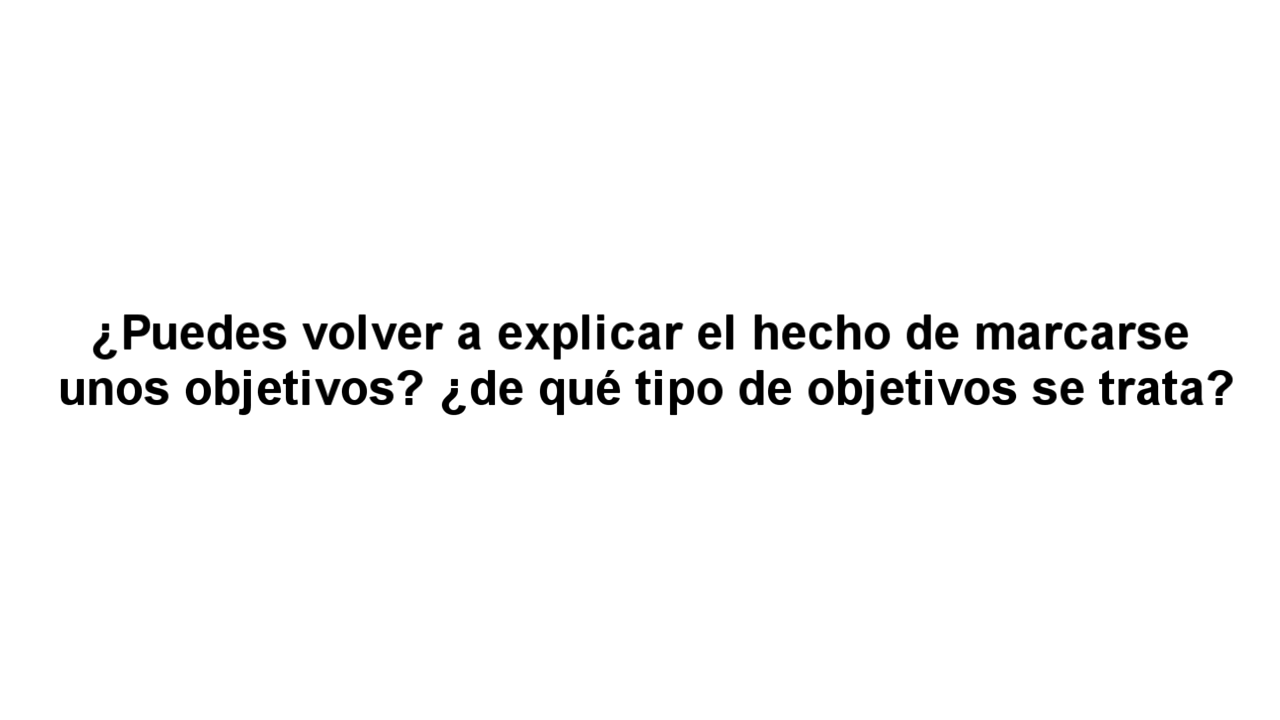 ¿Puedes volver a explicar el hecho de marcarse
unos objetivos? ¿de qué tipo de objetivos se trata?